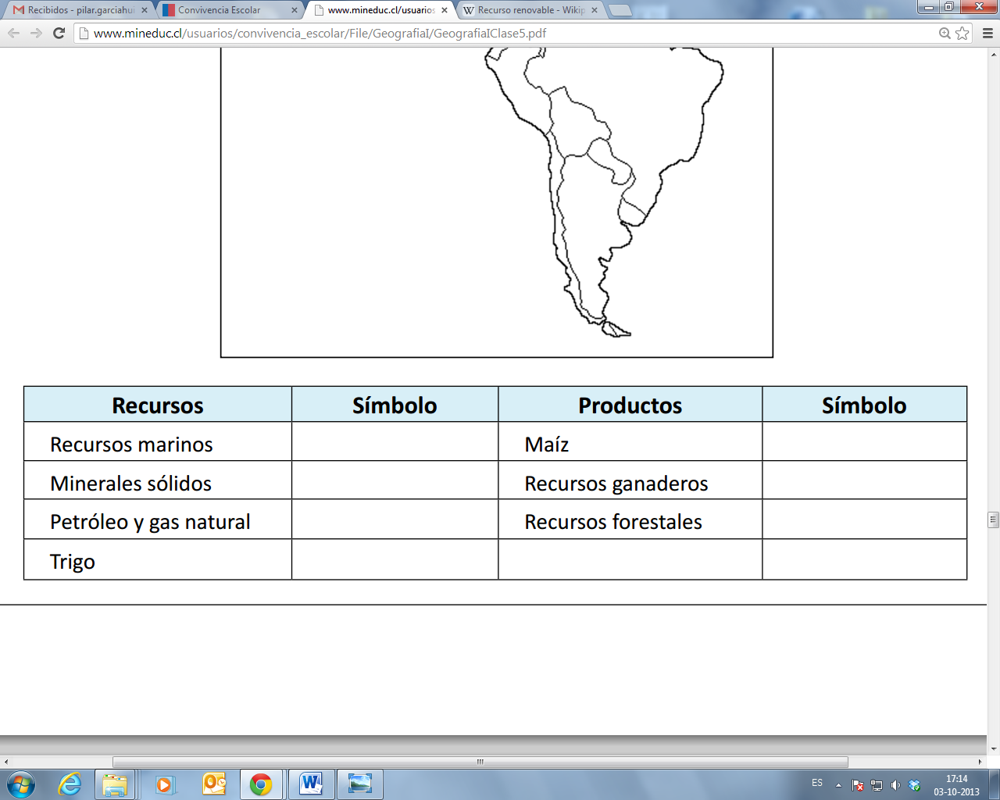 Recibidos - pilar.garciahui
Convivencia Escolar
www.mineduc.cl/usuarios
Recurso renovable - Wikip
www.mineduc.cl/usuarios/convivencia_escolar/File/GeografiaI/GeografiaIClase5.pdf
Recursos Símbolo Productos Símbolo
Recursos marinos Maíz
Minerales sólidos Recursos ganaderos
Petróleo y gas natural Recursos forestales
Trigo
ES
17:14
03-10-2013